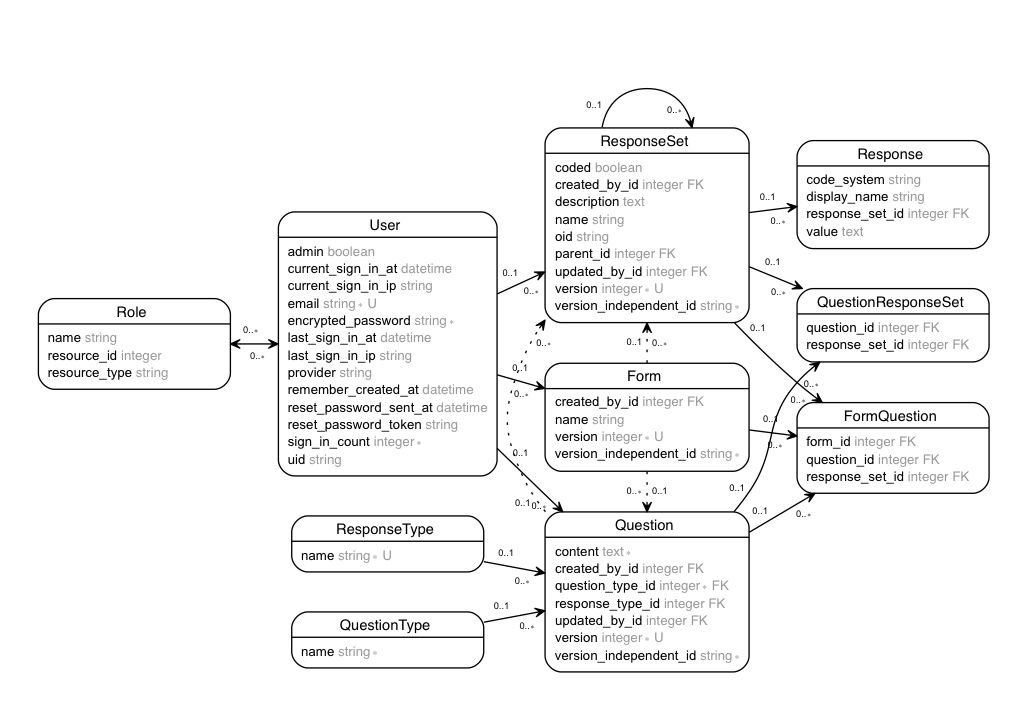 Role
name string
resource_id integer
resource_type string
0..*
0..*
User
admin boolean
current_sign_in_at datetime
current_sign_in_ip string
email string * U
encrypted_password string *
last_sign_in_at datetime
last_sign_in_ip string
provider string
remember_created_at datetime
reset_password_sent_at datetime
reset_password_token string
sign_in_count integer *
uid string
ResponseType
name string * U
QuestionType
name string *
0..1
0..*
0..1
0..*
0..1
0..*
0..1
0..*
0..1
0..*
0..1
0..*
0..1
0..*
ResponseSet
coded boolean
created_by_id integer FK
description text
name string
oid string
parent_id integer FK
updated_by_id integer FK
version integer * U
version_independent_id string *
0..1
0..*
Form
created_by_id integer FK
name string
version integer * U
version_independent_id string *
0..*
0..1
Question
content text *
created_by_id integer FK
question_type_id integer * FK
response_type_id integer FK
updated_by_id integer FK
version integer * U
version_independent_id string *
0..1
0..*
0..1
0..*
0..1
0..*
0..1
0..*
0..1
0..*
0..1
0..*
Response
code_system string
display_name string
response_set_id integer FK
value text
QuestionResponseSet
question_id integer FK
response_set_id integer FK
FormQuestion
form_id integer FK
question_id integer FK
response_set_id integer FK